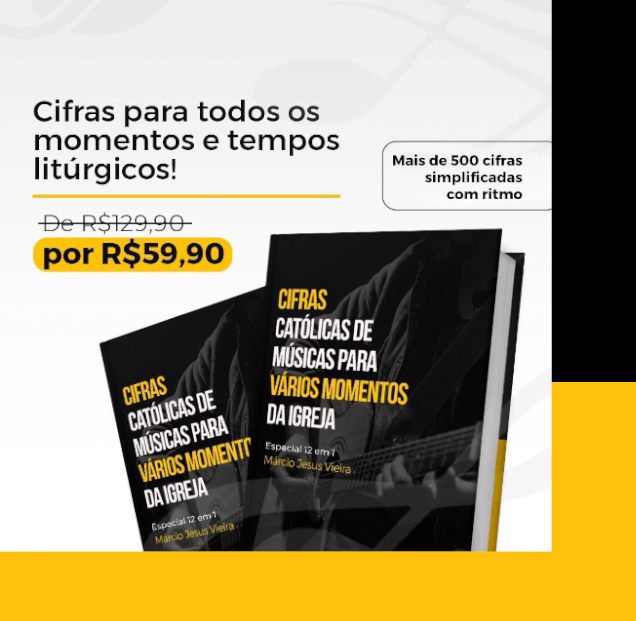 Cifras para todos os
momentos e tempos
litúrgicos!
Mais de 500 cifras
simplificadas
com ritmo
De R$129,90
por R$59,90
CIFRAS
CATÓLICAS DE
MÚSICAS PARA
VÁRIOS MOMENTOS
DA IGREJA
Especial 12 em 1
Márcio Jesus Vieira
CIFRAS
CATÓLICAS DE
MÚSICAS PARA
VÁRIOS MOMENTO
DA IGREJA
Especial 12 em 1
Márcio Jesus Vieira